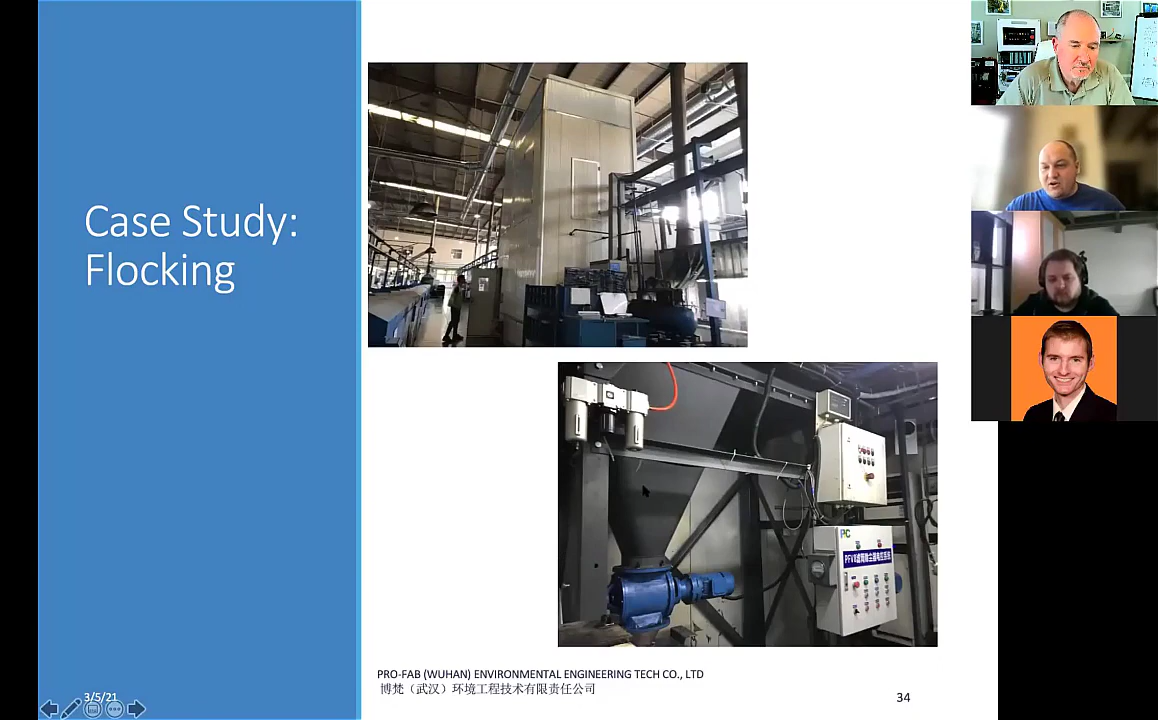 Case Study:
Flocking
PC
PRO-FAB (WUHAN) ENVIRONMENTAL ENGINEERING TECH CO., LTD
博梵（武汉）环境工程技术有限责任公司
3/5/21
34